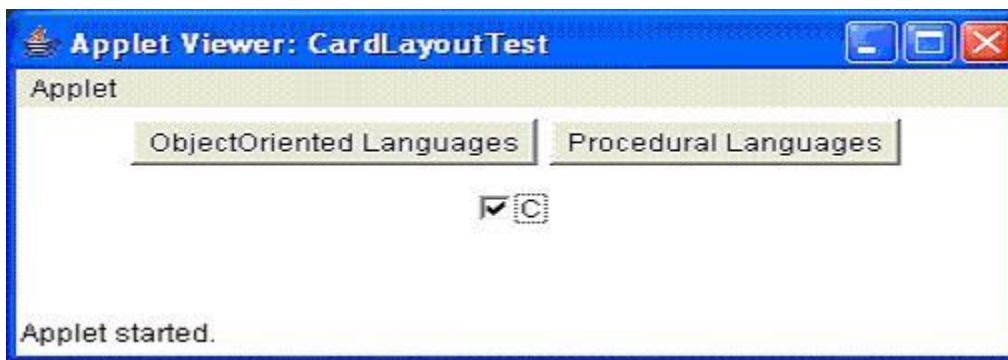 Applet Viewer: CardLayoutTest
Applet
ObjectOriented Languages Procedural Languages
C
Applet started.